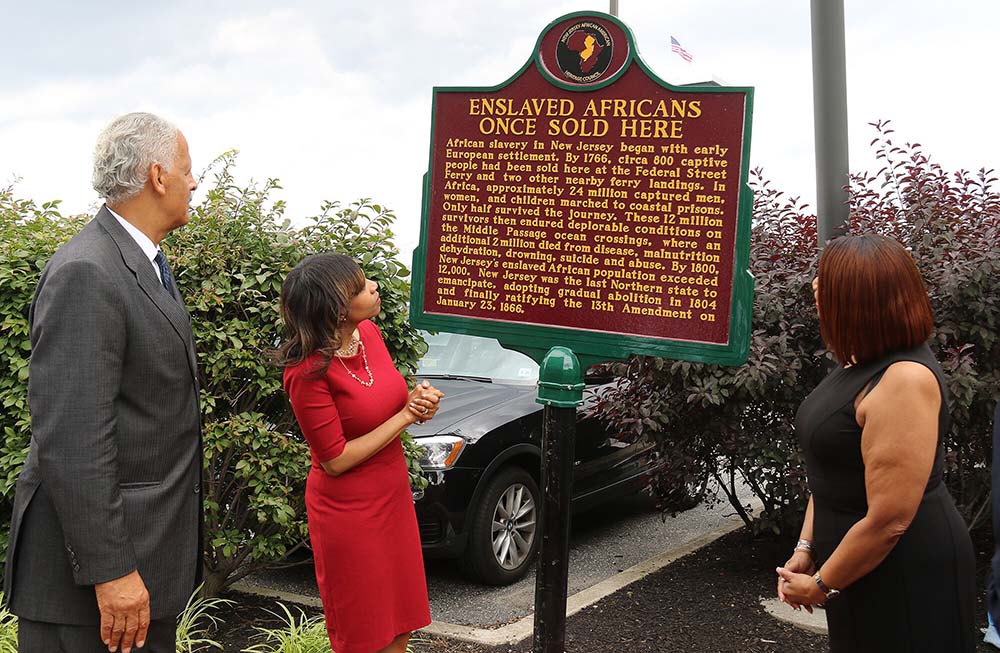 NEW JERSEY AFRICAN AMERICAN
HERITAGE COUNCIL
ENSLAVED AFRICANS
ONCE SOLD HERE
African slavery in New Jersey began with early
European settlement. By 1766, circa 800 captive
people had been sold here at the Federal Street
Ferry and two other nearby ferry landings. In
Africa, approximately 24 million captured men,
women, and children marched to coastal prisons.
Only half survived the journey. These 12 million
survivors then endured deplorable conditions on
the Middle Passage ocean crossings, where an
additional 2 million died from disease, malnutrition
dehydration, drowning, suicide and abuse. By 1800,
New Jersey's enslaved African population exceeded
12,000. New Jersey was the last Northern state to
emancipate, adopting gradual abolition in 1804
and finally ratifying the 13th Amendment on
January 23, 1866.